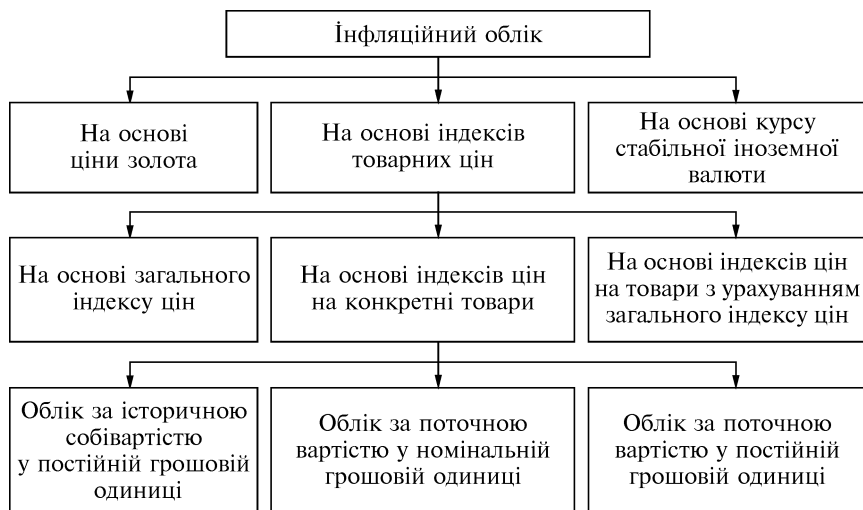 Інфляційний облік
На основі
ціни золота
На основі індексів
товарних цін
На основі курсу
стабільної іноземної
валюти
На основі загального
індексу цін
На основі індексів цін
на конкретні товари
На основі індексів цін
на товари з урахуванням
загального індексу цін
Облік за історичною
собівартістю
у постійній грошовій
одиниці
Облік за поточною
вартістю у номінальній
грошовій одиниці
Облік за поточною
вартістю у постійній
грошовій одиниці